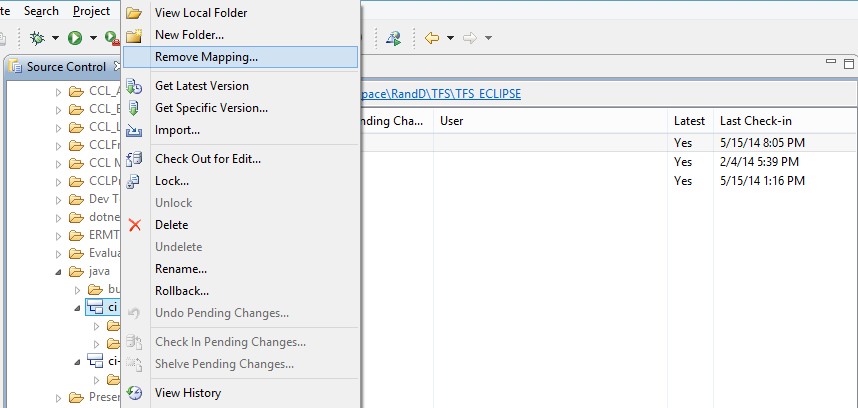 te Search Project
View Local Folder
New Folder...
Remove Mapping...
Get Latest Version
Get Specific Version...
Import...
Check Out for Edit...
Lock...
Unlock
Delete
Undelete
Rename...
Rollback...
Undo Pending Changes...
Check In Pending Changes...
Shelve Pending Changes...
View History
Source Control
CCL_A
CCL_
CCL_L
CCLFr
CCL M
CCLPr
Dev T
dotne
ERMT
Evalua
java
bu
ci
ci-
Presen
pace\RandD\TFS\TFS_ECLIPSE
nding Cha... User Latest Last Check-in
Yes 5/15/14 8:05 PM
Yes 2/4/14 5:39 PM
Yes 5/15/14 1:16 PM